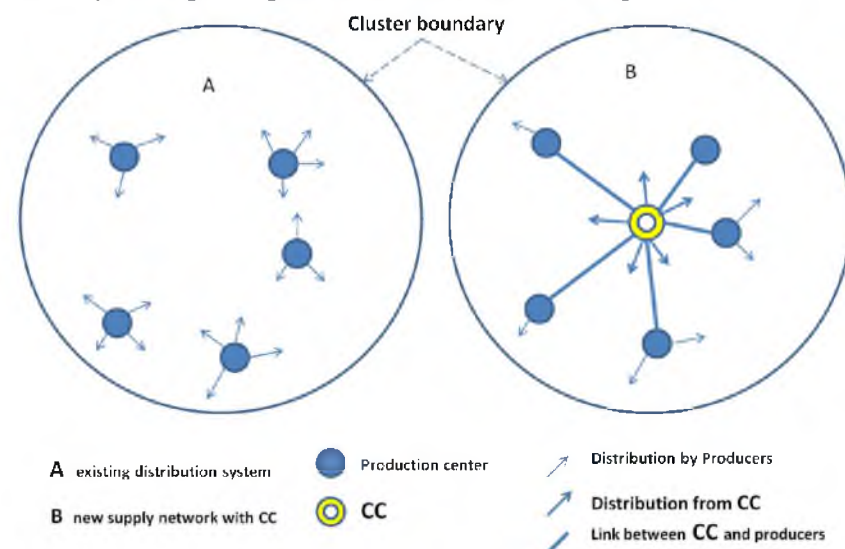 Cluster boundary
A
B
A existing distribution system
Production center
Distribution by Producers
B new supply network with CC
CC
Distribution from CC
Link between CC and producers